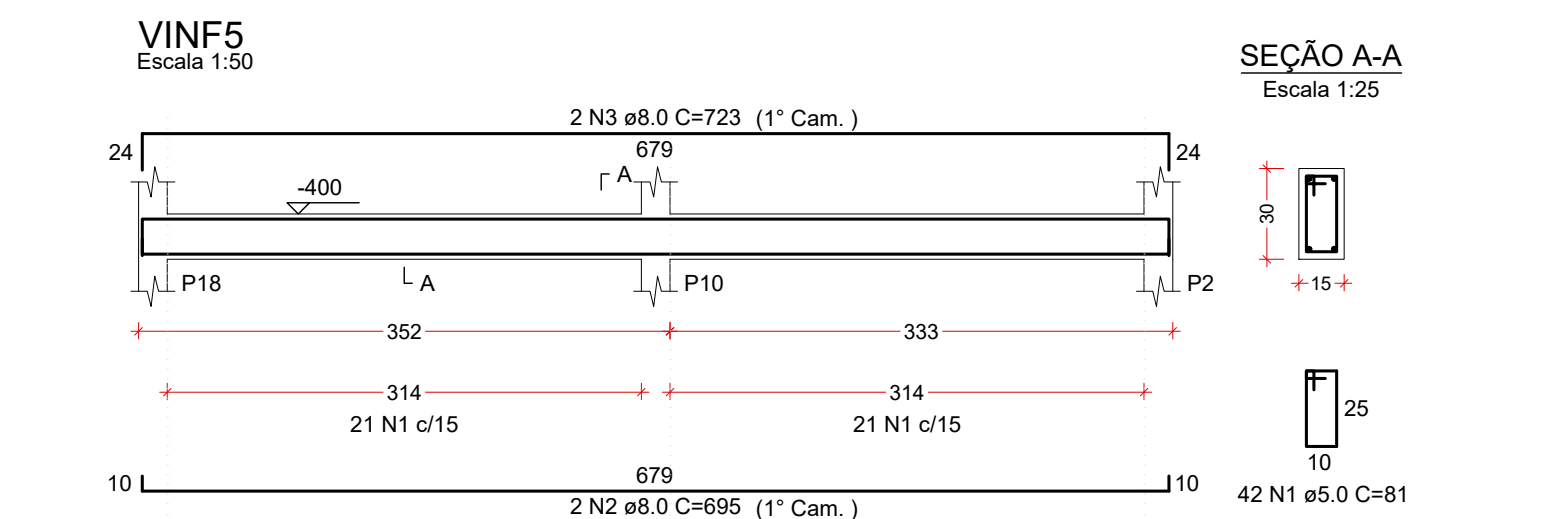 VINF5
Escala 1:50
SEÇÃO A-A
Escala 1:25
2 N3 ø8.0 C=723 (1° Cam. )
24
679
24
A
-400
30
P18
A
P10
P2
15
352
333
314
314
21 N1 c/15
21 N1 c/15
25
10
42 N1 ø5.0 C=81
10
679
10
2 N2 ø8.0 C=695 (1° Cam. )